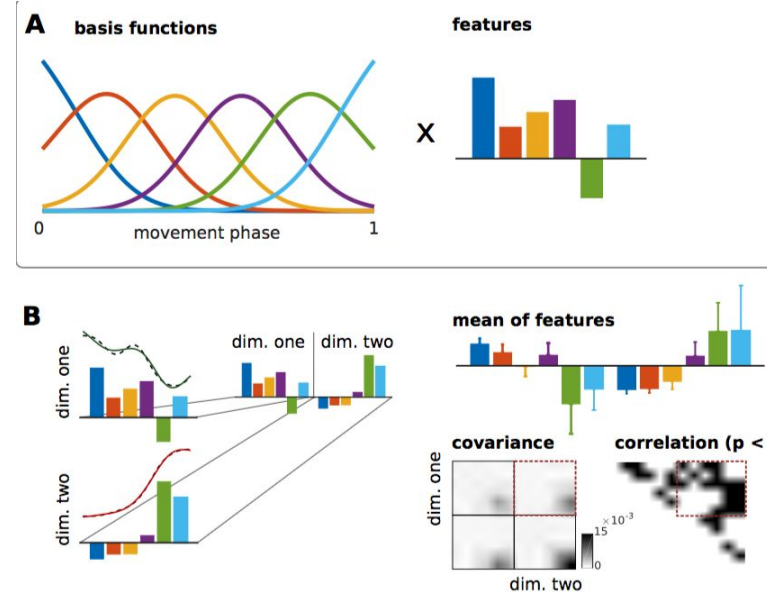 A
basis functions
features
X
0
1
movement phase
B
dim. one
dim. one
dim. two
dim. two
mean of features
covariance
correlation (p <
dim. one
15 ×10⁻³
0
dim. two